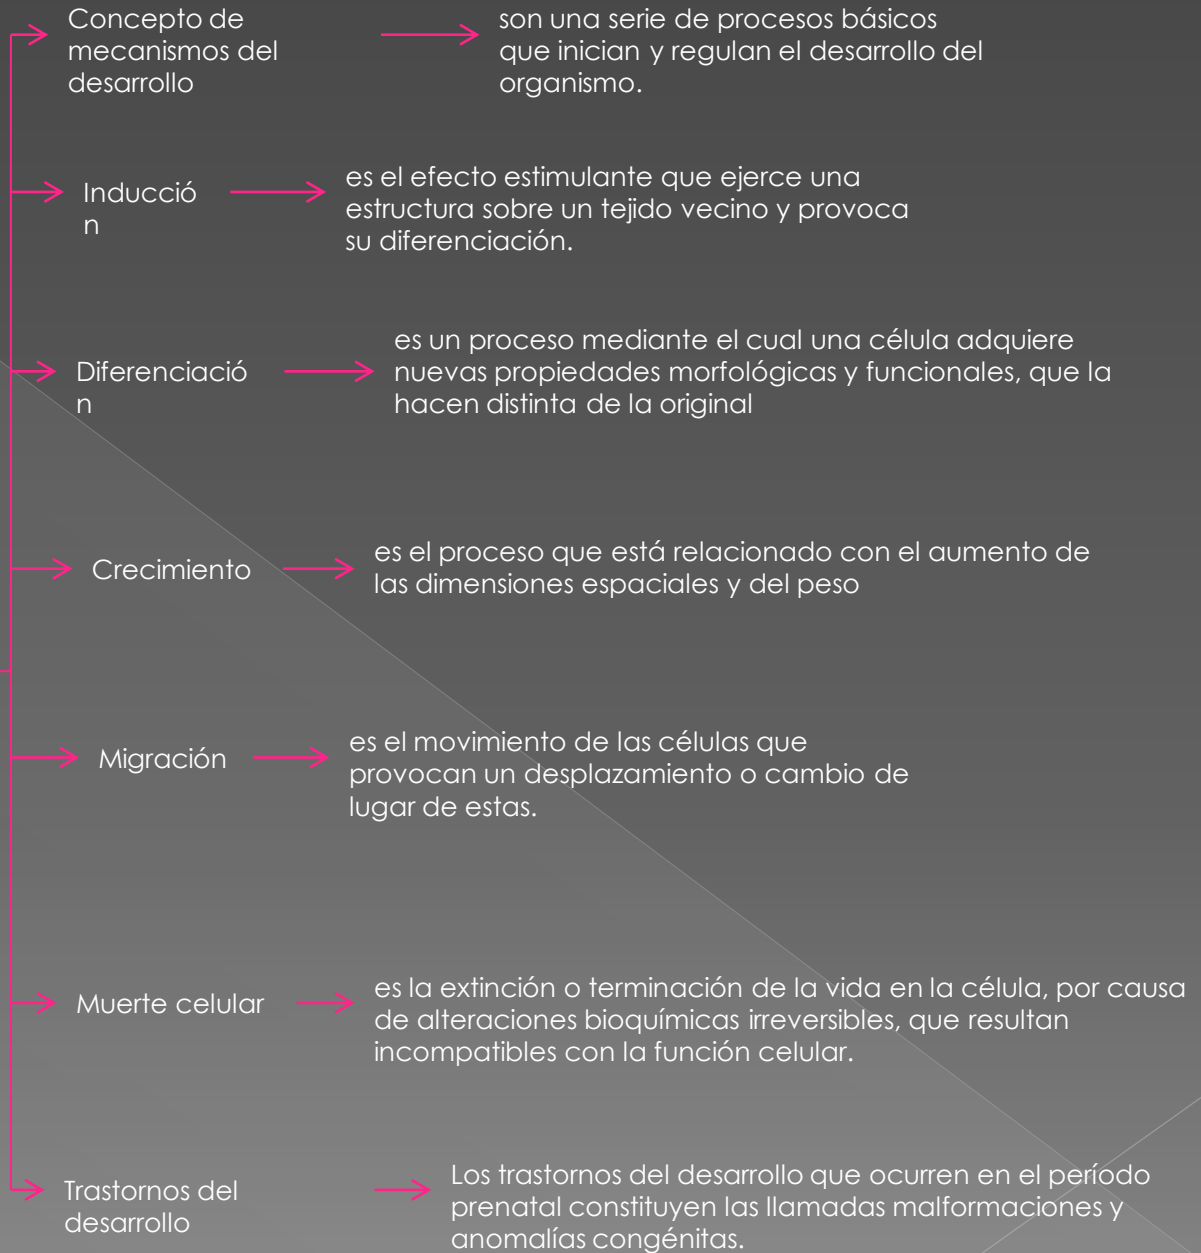 Concepto de
mecanismos del
desarrollo
son una serie de procesos básicos
que inician y regulan el desarrollo del
organismo.
Inducció
n
es el efecto estimulante que ejerce una
estructura sobre un tejido vecino y provoca
su diferenciación.
Diferenciació
n
es un proceso mediante el cual una célula adquiere
nuevas propiedades morfológicas y funcionales, que la
hacen distinta de la original
Crecimiento
es el proceso que está relacionado con el aumento de
las dimensiones espaciales y del peso
Migración
es el movimiento de las células que
provocan un desplazamiento o cambio de
lugar de estas.
Muerte celular
es la extinción o terminación de la vida en la célula, por causa
de alteraciones bioquímicas irreversibles, que resultan
incompatibles con la función celular.
Trastornos del
desarrollo
Los trastornos del desarrollo que ocurren en el período
prenatal constituyen las llamadas malformaciones y
anomalías congénitas.